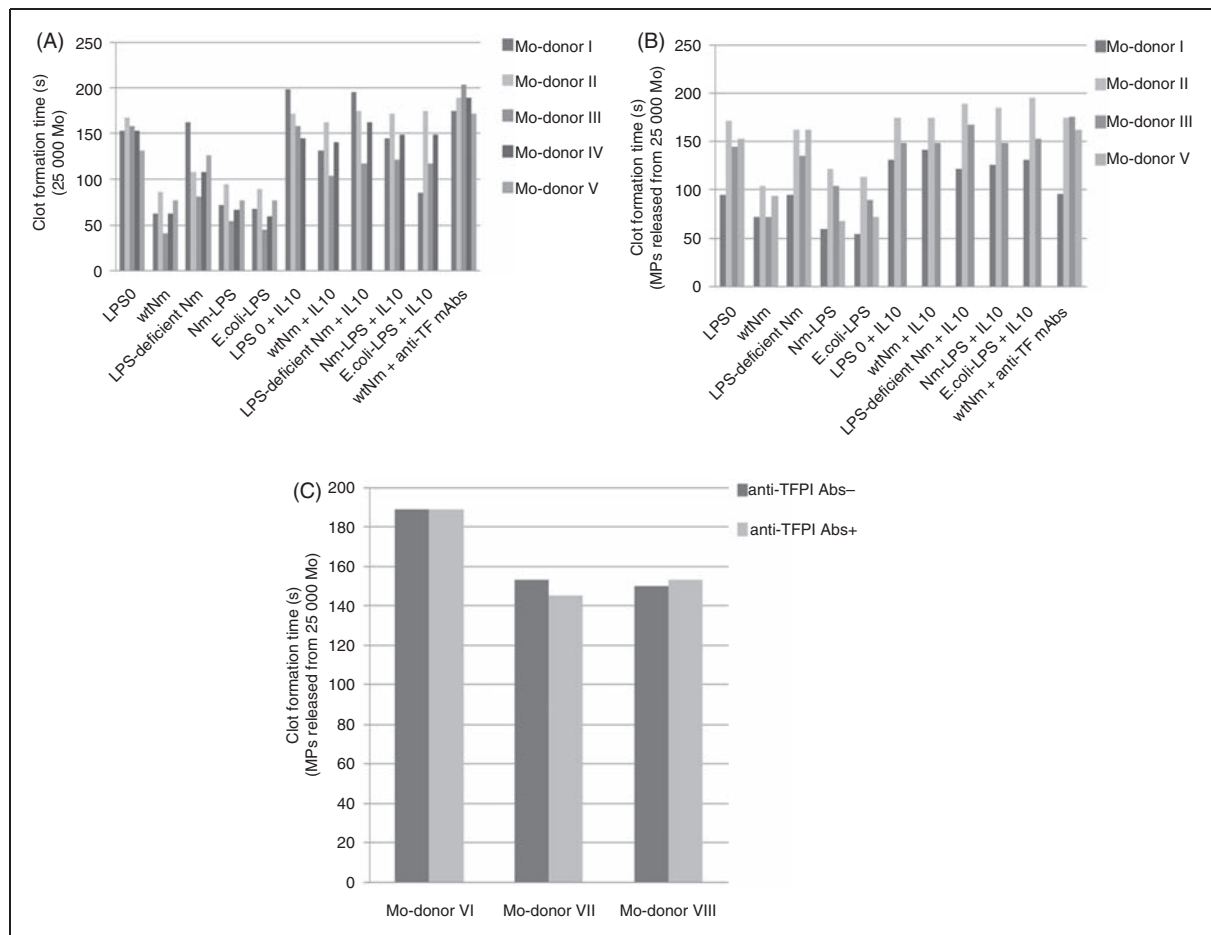 (A)
Clot formation time (s)
(25 000 Mo)
250
200
150
100
50
0
LPS0
wtNm
LPS-deficient Nm
Nm-LPS
E.coli-LPS
LPS 0 + IL10
wtNm + IL10
LPS-deficient Nm + IL10
Nm-LPS + IL10
E.coli-LPS + IL10
wtNm + anti-TF mAbs
Mo-donor I
Mo-donor II
Mo-donor III
Mo-donor IV
Mo-donor V
(B)
Clot formation time (s)
(MPs released from 25 000 Mo)
250
200
150
100
50
0
LPS0
wtNm
LPS-deficient Nm
Nm-LPS
E.coli-LPS
LPS 0 + IL10
wtNm + IL10
LPS-deficient Nm + IL10
Nm-LPS + IL10
E.coli-LPS + IL10
wtNm + anti-TF mAbs
Mo-donor I
Mo-donor II
Mo-donor III
Mo-donor V
(C)
Clot formation time (s)
(MPs released from 25 000 Mo)
200
180
160
140
120
100
80
60
40
20
0
Mo-donor VI
Mo-donor VII
Mo-donor VIII
anti-TFPI Abs–
anti-TFPI Abs+